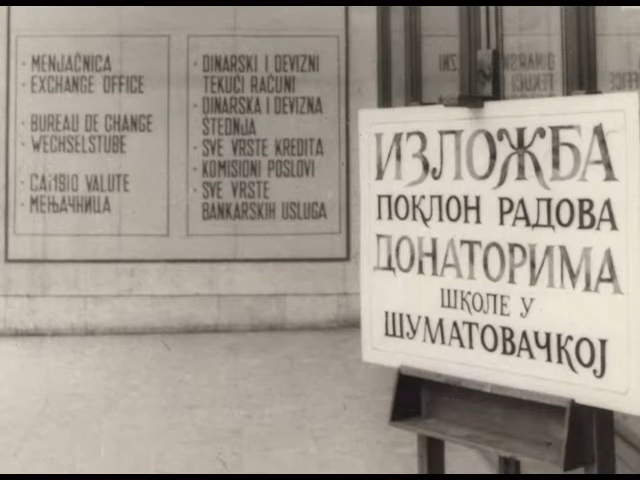 · MENJAČNICA
· EXCHANGE OFFICE
· BUREAU DE CHANGE
· WECHSELSTUBE
· CAMBIO VALUTE
· МЕЊАЧНИЦА
· DINARSKI I DEVIZNI
TEKUĆI RAČUNI
· DINARSKA I DEVIZNA
ŠTEDNJA
· SVE VRSTE KREDITA
· KOMISIONI POSLOVI
· SVE VRSTE
BANKARSKIH USLUGA
ИЗЛОЖБА
ПОКЛОН РАДОВА
ДОНАТОРИМА
ШКОЛЕ У
ШУМАТОВАЧКОЈ